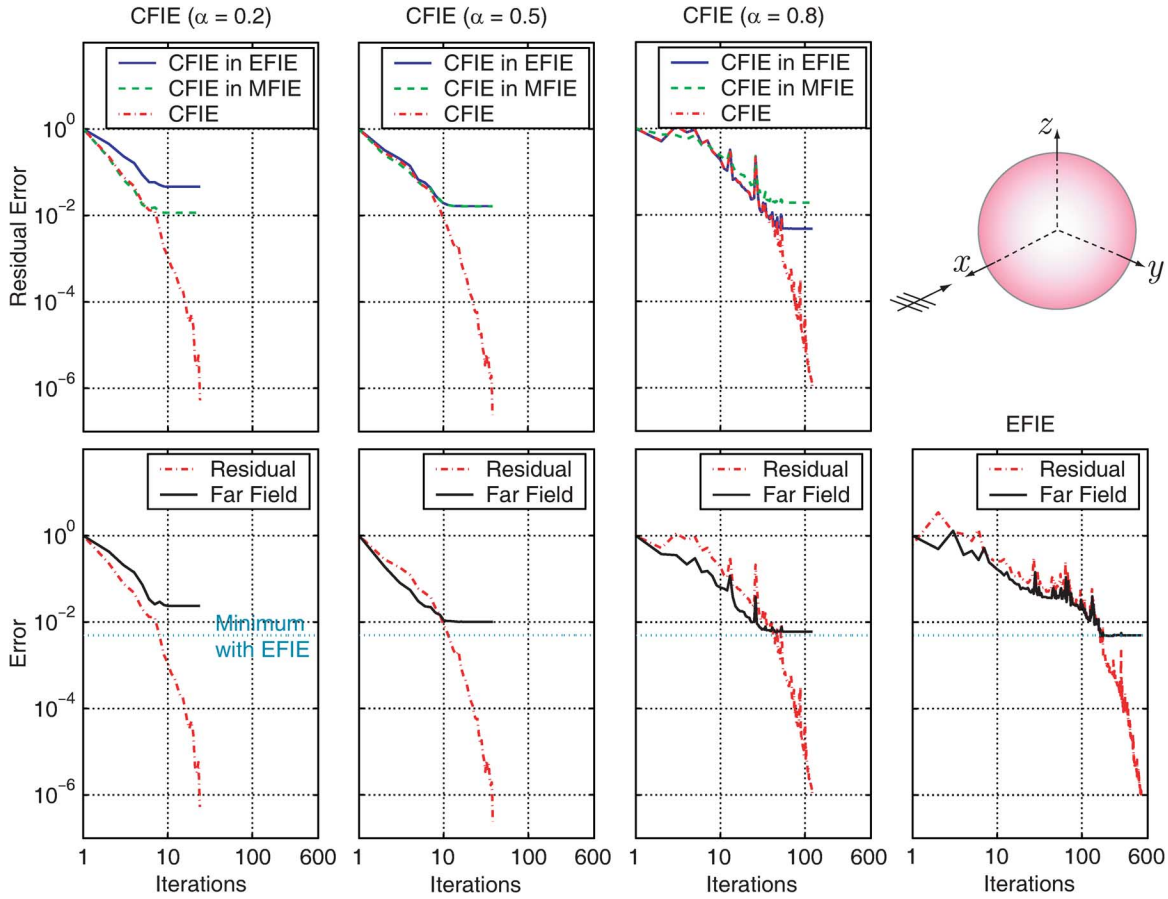 CFIE (α = 0.2)
CFIE (α = 0.5)
CFIE (α = 0.8)
CFIE in EFIE
CFIE in MFIE
CFIE
CFIE in EFIE
CFIE in MFIE
CFIE
CFIE in EFIE
CFIE in MFIE
CFIE
Residual Error
10^0
10^-2
10^-4
10^-6
z
x
y
EFIE
Residual
Far Field
Residual
Far Field
Residual
Far Field
Residual
Far Field
Error
10^0
10^-2
10^-4
10^-6
Minimum
with EFIE
1 10 100 600
1 10 100 600
1 10 100 600
1 10 100 600
Iterations
Iterations
Iterations
Iterations